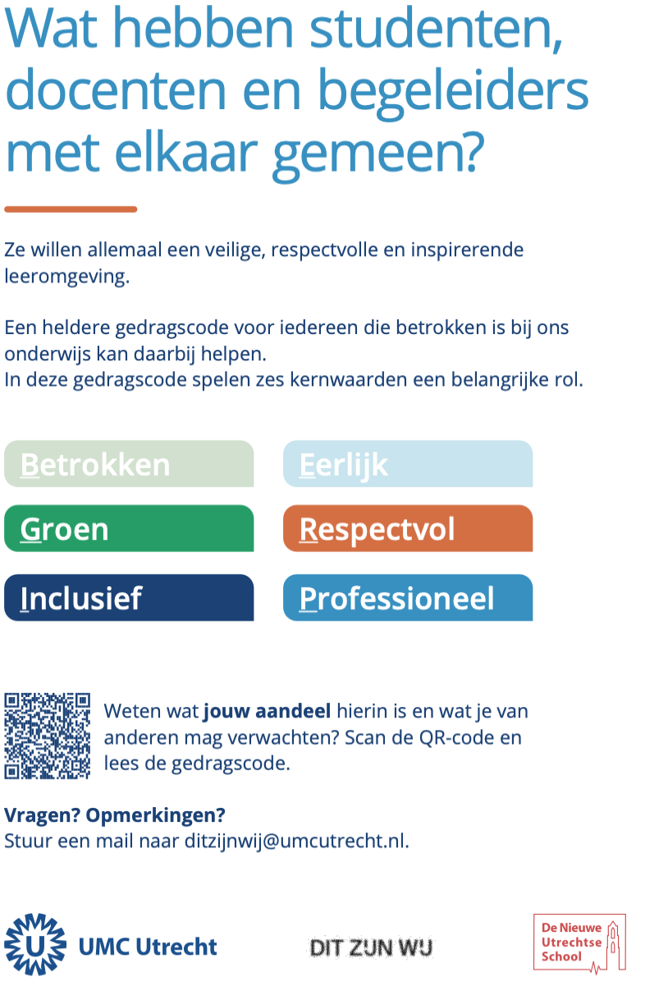 Wat hebben studenten,
docenten en begeleiders
met elkaar gemeen?
Ze willen allemaal een veilige, respectvolle en inspirerende
leeromgeving.
Een heldere gedragscode voor iedereen die betrokken is bij ons
onderwijs kan daarbij helpen.
In deze gedragscode spelen zes kernwaarden een belangrijke rol.
Betrokken
Eerlijk
Groen
Respectvol
Inclusief
Professioneel
Weten wat jouw aandeel hierin is en wat je van
anderen mag verwachten? Scan de QR-code en
lees de gedragscode.
Vragen? Opmerkingen?
Stuur een mail naar ditzijnwij@umcutrecht.nl.
U
UMC Utrecht
DIT ZIJN WIJ
De Nieuwe
Utrechtse
School